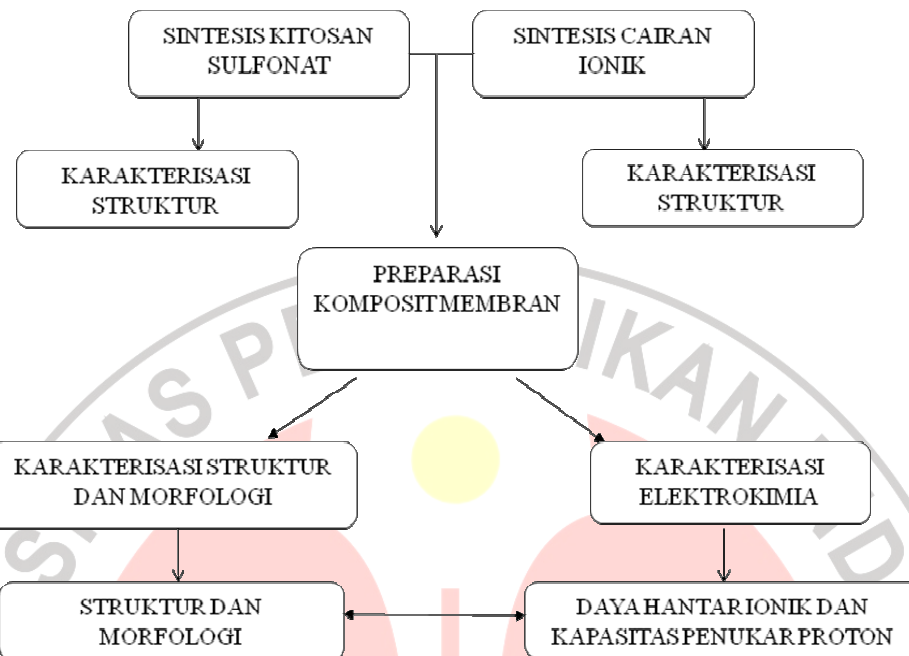 SINTESIS KITOSAN
SULFONAT
SINTESIS CAIRAN
IONIK
KARAKTERISASI
STRUKTUR
KARAKTERISASI
STRUKTUR
PREPARASI
KOMPOSIT MEMBRAN
KARAKTERISASI STRUKTUR
DAN MORFOLOGI
KARAKTERISASI
ELEKTROKIMIA
STRUKTUR DAN
MORFOLOGI
DAYA HANTAR IONIK DAN
KAPASITAS PENUKAR PROTON